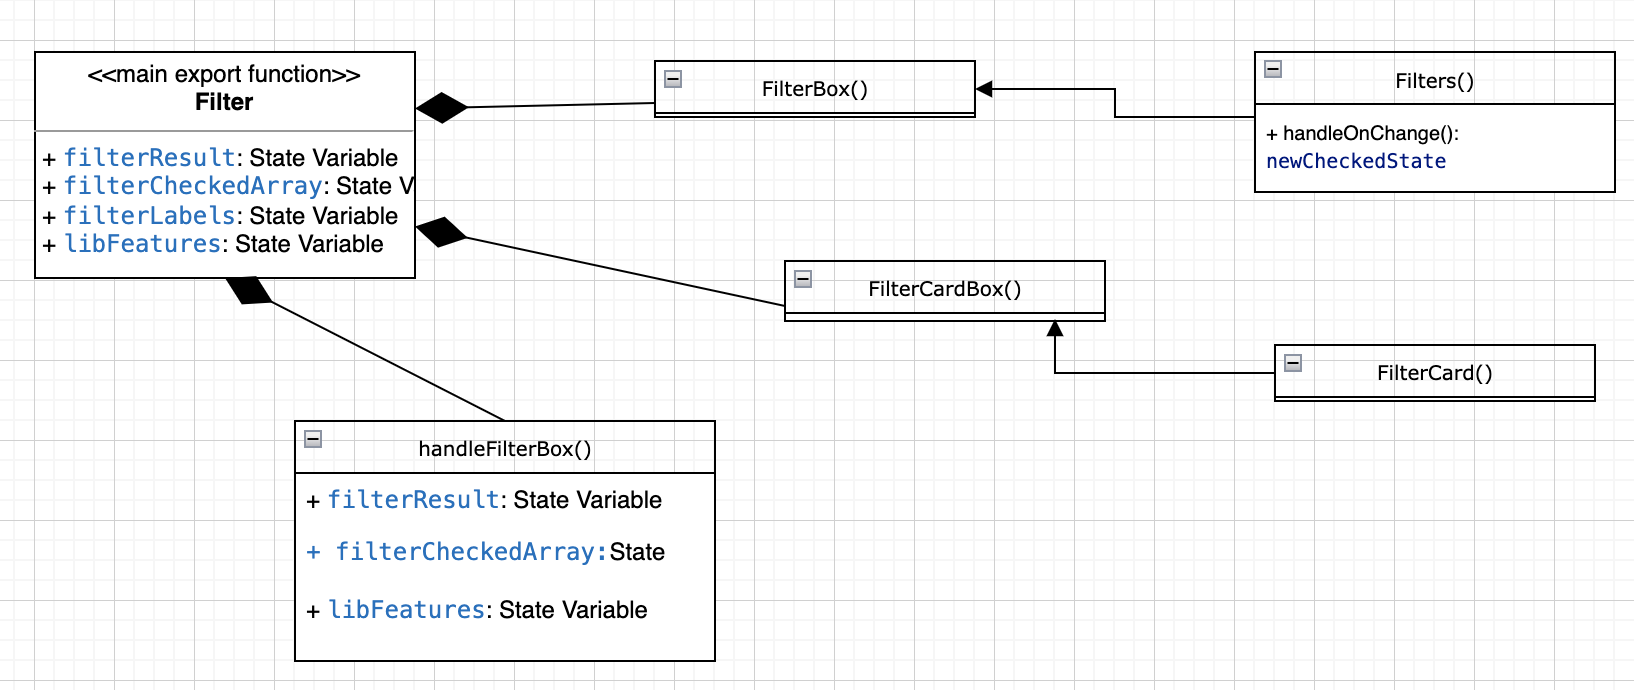 <<main export function>>
Filter
+ filterResult: State Variable
+ filterCheckedArray: State V
+ filterLabels: State Variable
+ libFeatures: State Variable
FilterBox()
Filters()
+ handleOnChange():
newCheckedState
FilterCardBox()
FilterCard()
handleFilterBox()
+ filterResult: State Variable
+ filterCheckedArray:State
+ libFeatures: State Variable